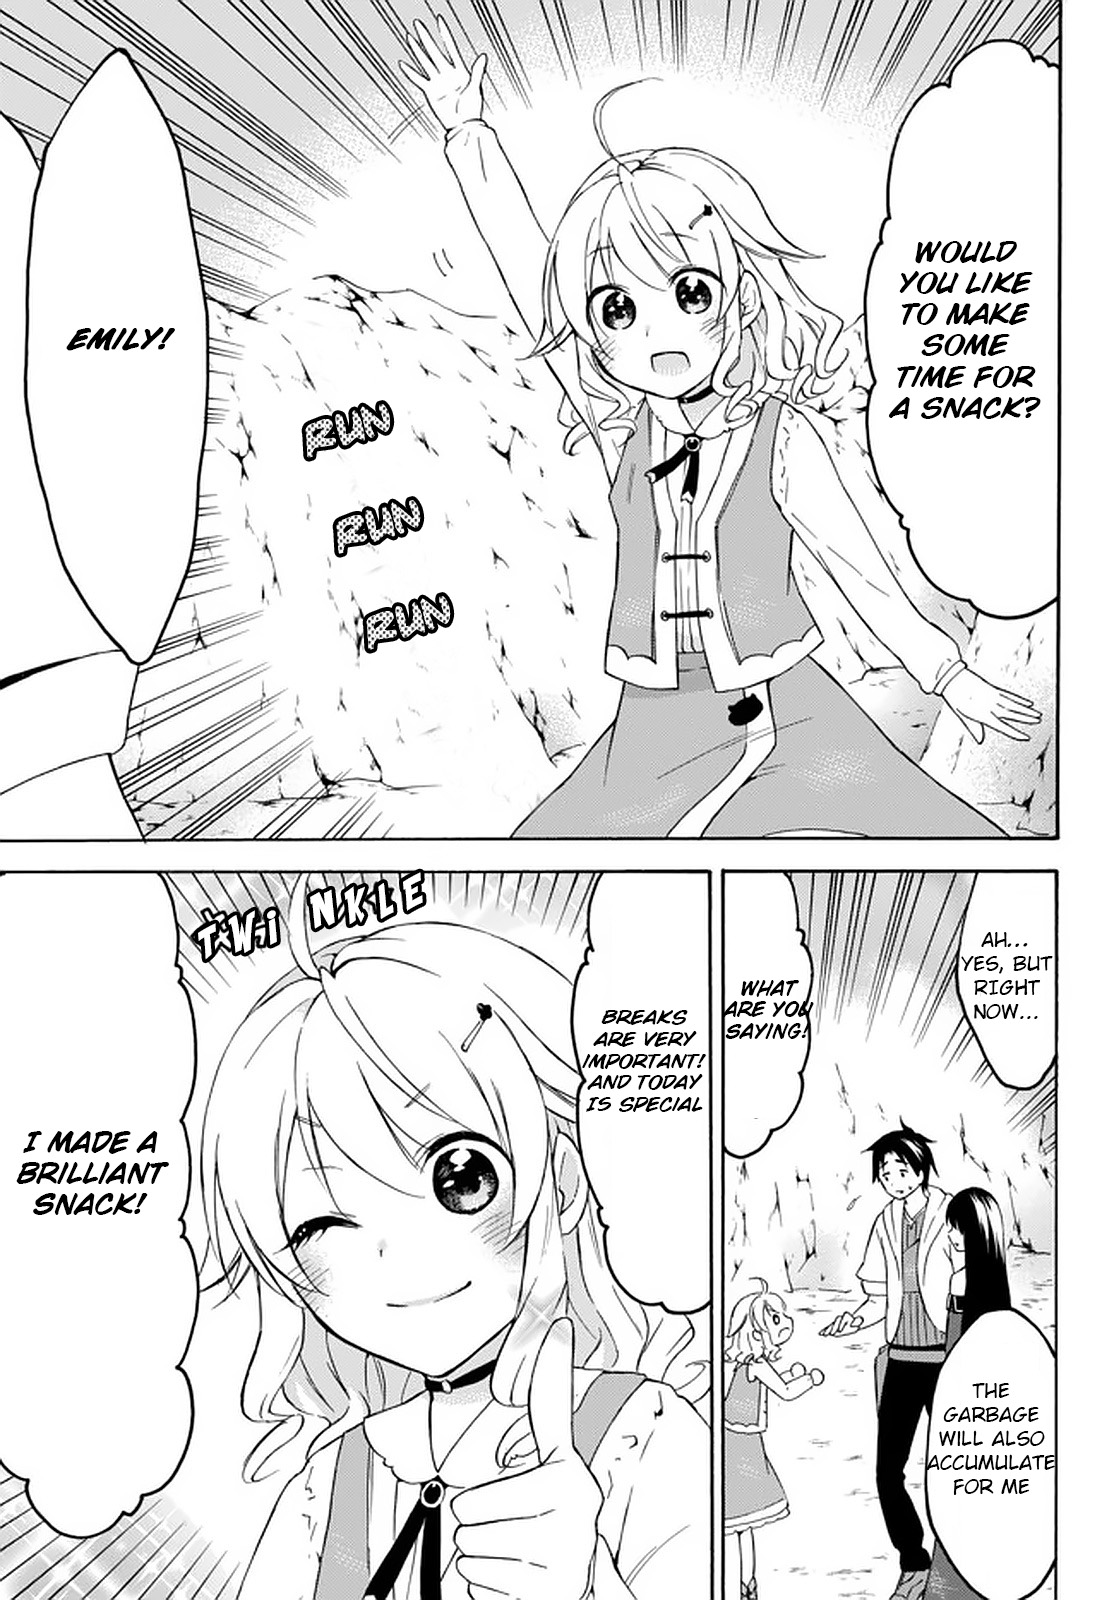 WOULD
YOU LIKE
TO MAKE
SOME
TIME FOR
A SNACK?
EMILY!
RUN
RUN
RUN
AH...
YES, BUT
RIGHT
NOW...
WHAT
ARE YOU
SAYING!
THE
GARBAGE
WILL ALSO
ACCUMULATE
FOR ME
BREAKS
ARE VERY
IMPORTANT!
AND TODAY
IS SPECIAL
TWINKLE
I MADE A
BRILLIANT
SNACK!